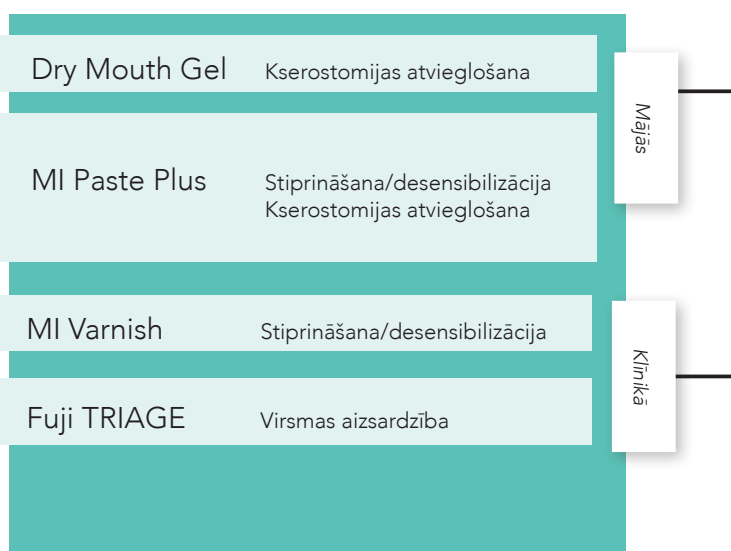 Dry Mouth Gel Kserostomijas atvieglošana
Mājās
MI Paste Plus Stiprināšana/desensibilizācija
Kserostomijas atvieglošana
MI Varnish Stiprināšana/desensibilizācija
Klīnikā
Fuji TRIAGE Virsmas aizsardzība